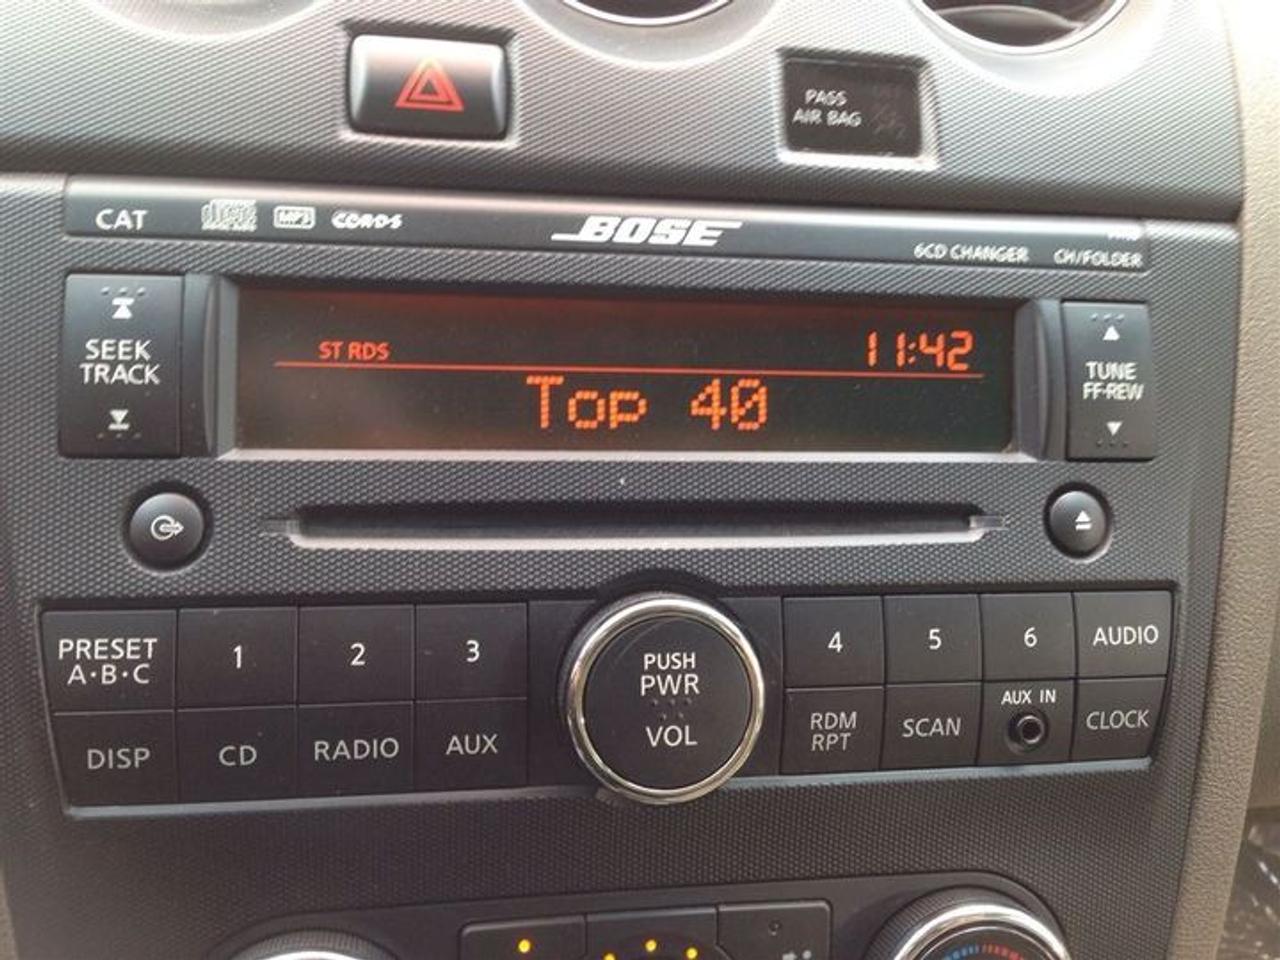 PASS
AIR BAG
CAT
MP3
BOSE
6CD CHANGER
CH/FOLDER
SEEK
TRACK
ST RDS
11:42
Top 40
TUNE
FF·REW
PRESET
A·B·C
1
2
3
PUSH
PWR
VOL
4
5
6
AUDIO
DISP
CD
RADIO
AUX
RDM
RPT
SCAN
AUX IN
CLOCK